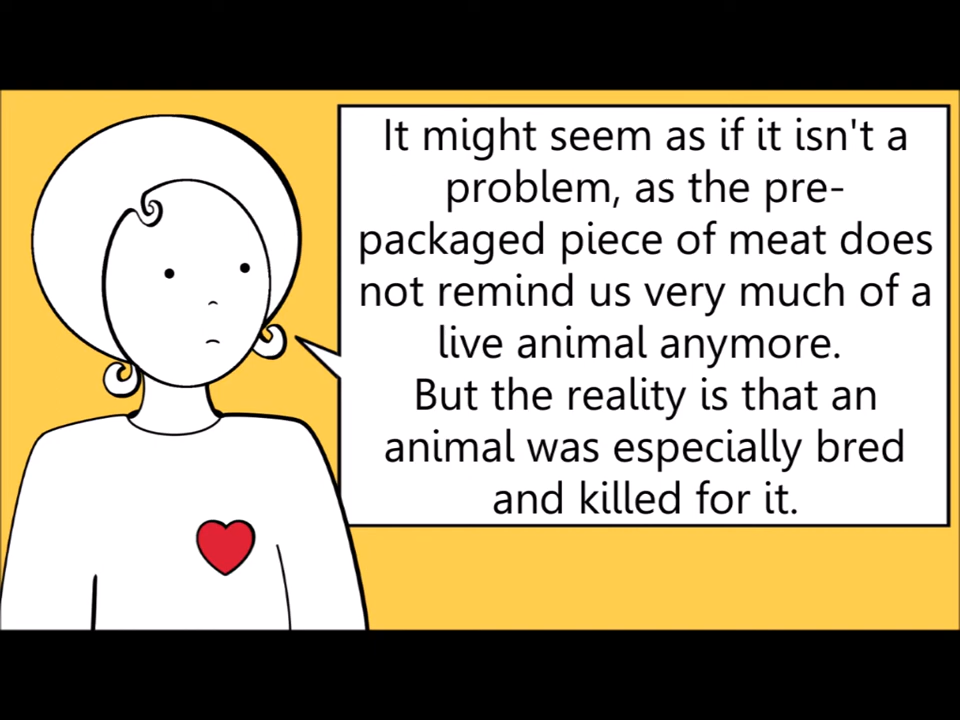 It might seem as if it isn't a
problem, as the pre-
packaged piece of meat does
not remind us very much of a
live animal anymore.
But the reality is that an
animal was especially bred
and killed for it.